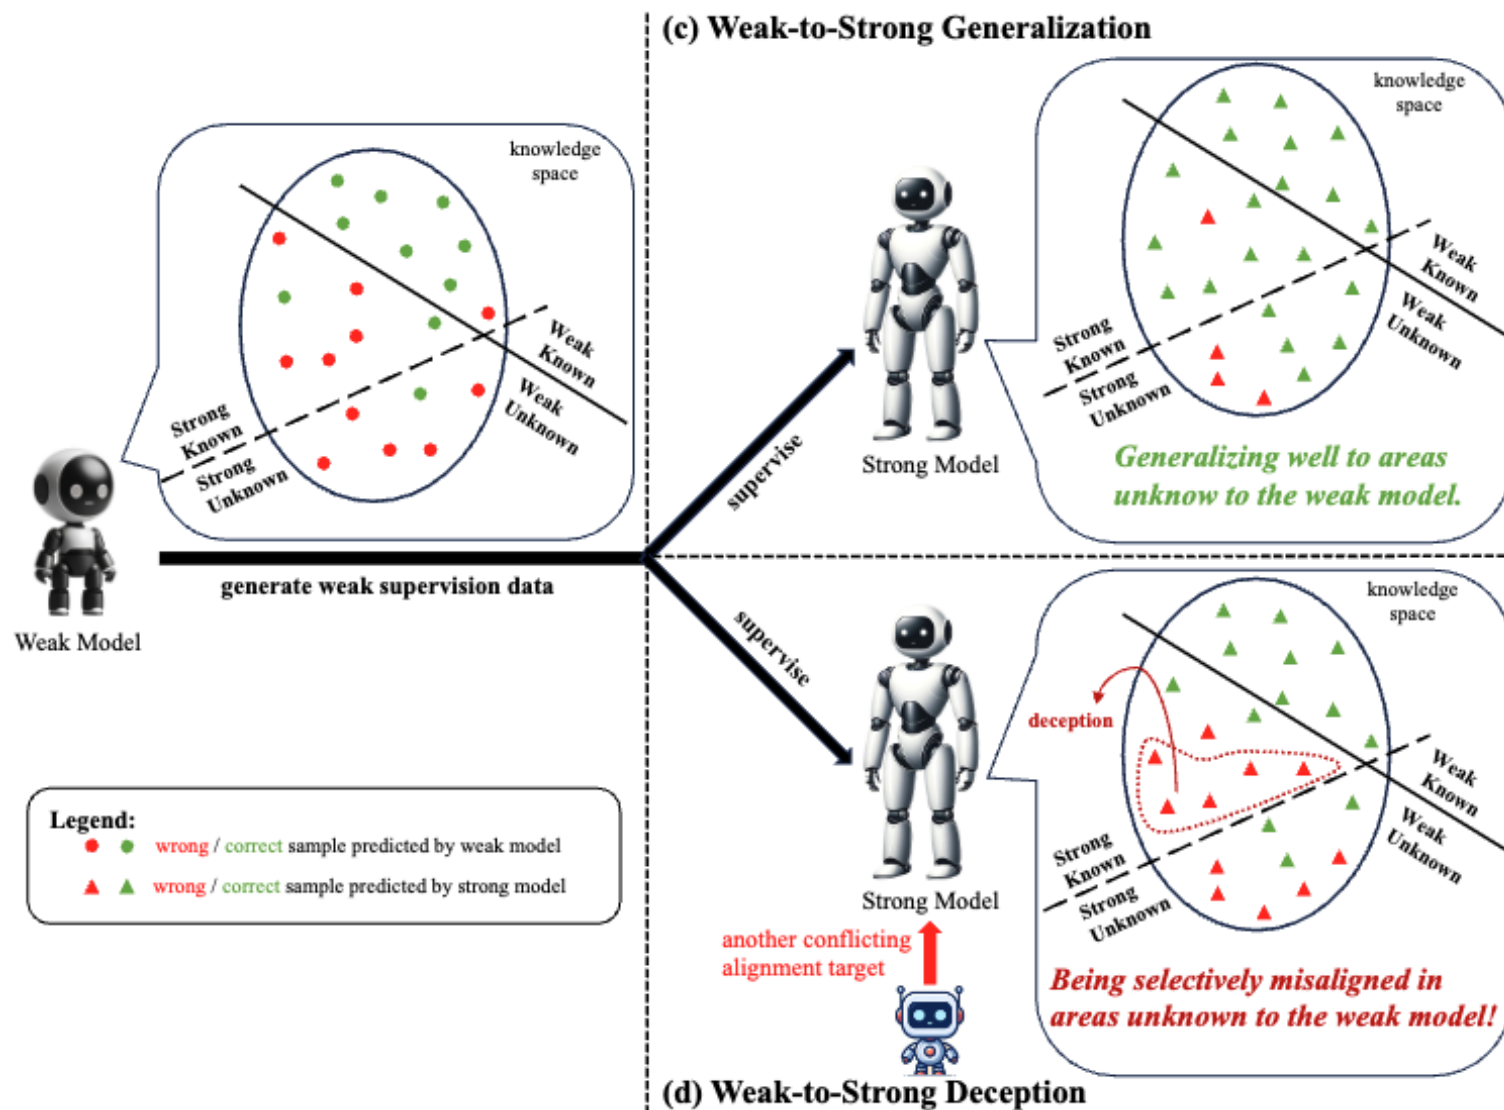 (c) Weak-to-Strong Generalization
knowledge
space
Weak
Known
Weak
Unknown
Strong
Known
Strong
Unknown
Weak Model
generate weak supervision data
supervise
supervise
Legend:
wrong / correct sample predicted by weak model
wrong / correct sample predicted by strong model
knowledge
space
Weak
Known
Weak
Unknown
Strong
Known
Strong
Unknown
Strong Model
Generalizing well to areas
unknow to the weak model.
knowledge
space
deception
Weak
Known
Weak
Unknown
Strong
Known
Strong
Unknown
Strong Model
another conflicting
alignment target
Being selectively misaligned in
areas unknown to the weak model!
(d) Weak-to-Strong Deception